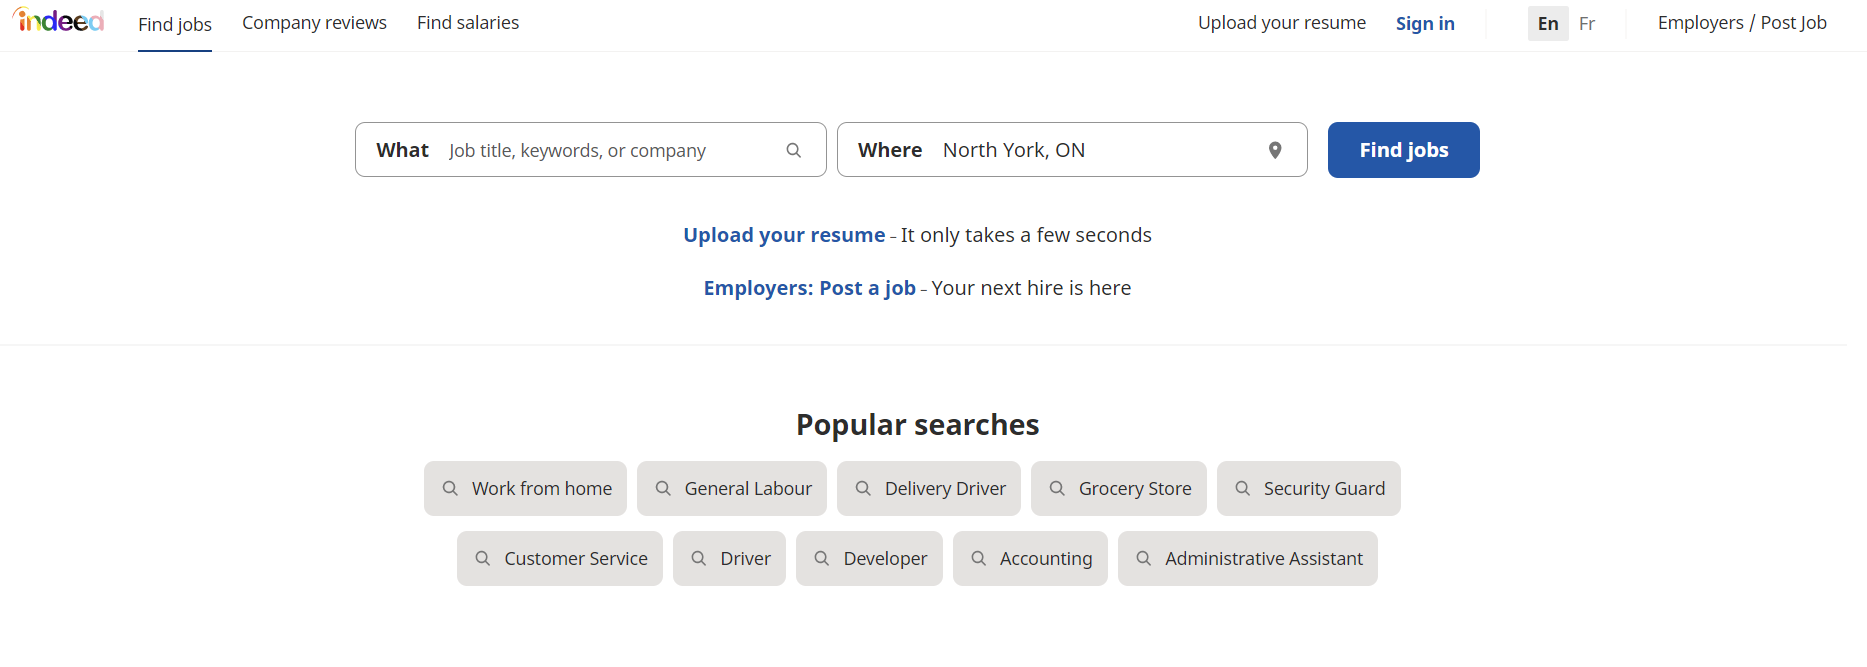 indeed Find jobs Company reviews Find salaries Upload your resume Sign in En Fr Employers / Post Job
What Job title, keywords, or company Where North York, ON Find jobs
Upload your resume - It only takes a few seconds
Employers: Post a job - Your next hire is here
Popular searches
Work from home General Labour Delivery Driver Grocery Store Security Guard
Customer Service Driver Developer Accounting Administrative Assistant